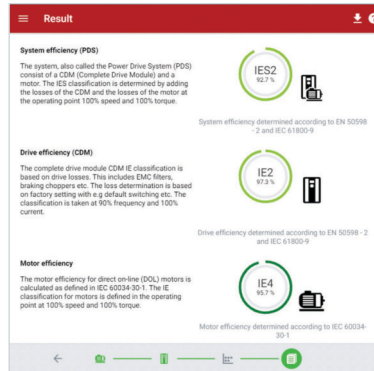 Result
System efficiency (PDS)
The system, also called the Power Drive System (PDS)
consist of a CDM (Complete Drive Module) and a
motor. The IES classification is determined by adding
the losses of the CDM and the losses of the motor at
the operating point 100% speed and 100% torque.
IES2
92.7 %
System efficiency determined according to EN 50598
- 2 and IEC 61800-9
Drive efficiency (CDM)
The complete drive module CDM IE classification is
based on drive losses. This includes EMC filters,
braking choppers etc. The loss determination is based
on factory setting with e.g default switching etc. The
classification is taken at 90% frequency and 100%
current.
IE2
97.3 %
Drive efficiency determined according to EN 50598 - 2
and IEC 61800-9
Motor efficiency
The motor efficiency for direct on-line (DOL) motors is
calculated as defined in IEC 60034-30-1. The IE
classification for motors is defined in the operating
point at 100% speed and 100% torque.
IE4
95.7 %
Motor efficiency determined according to IEC 60034-
30-1